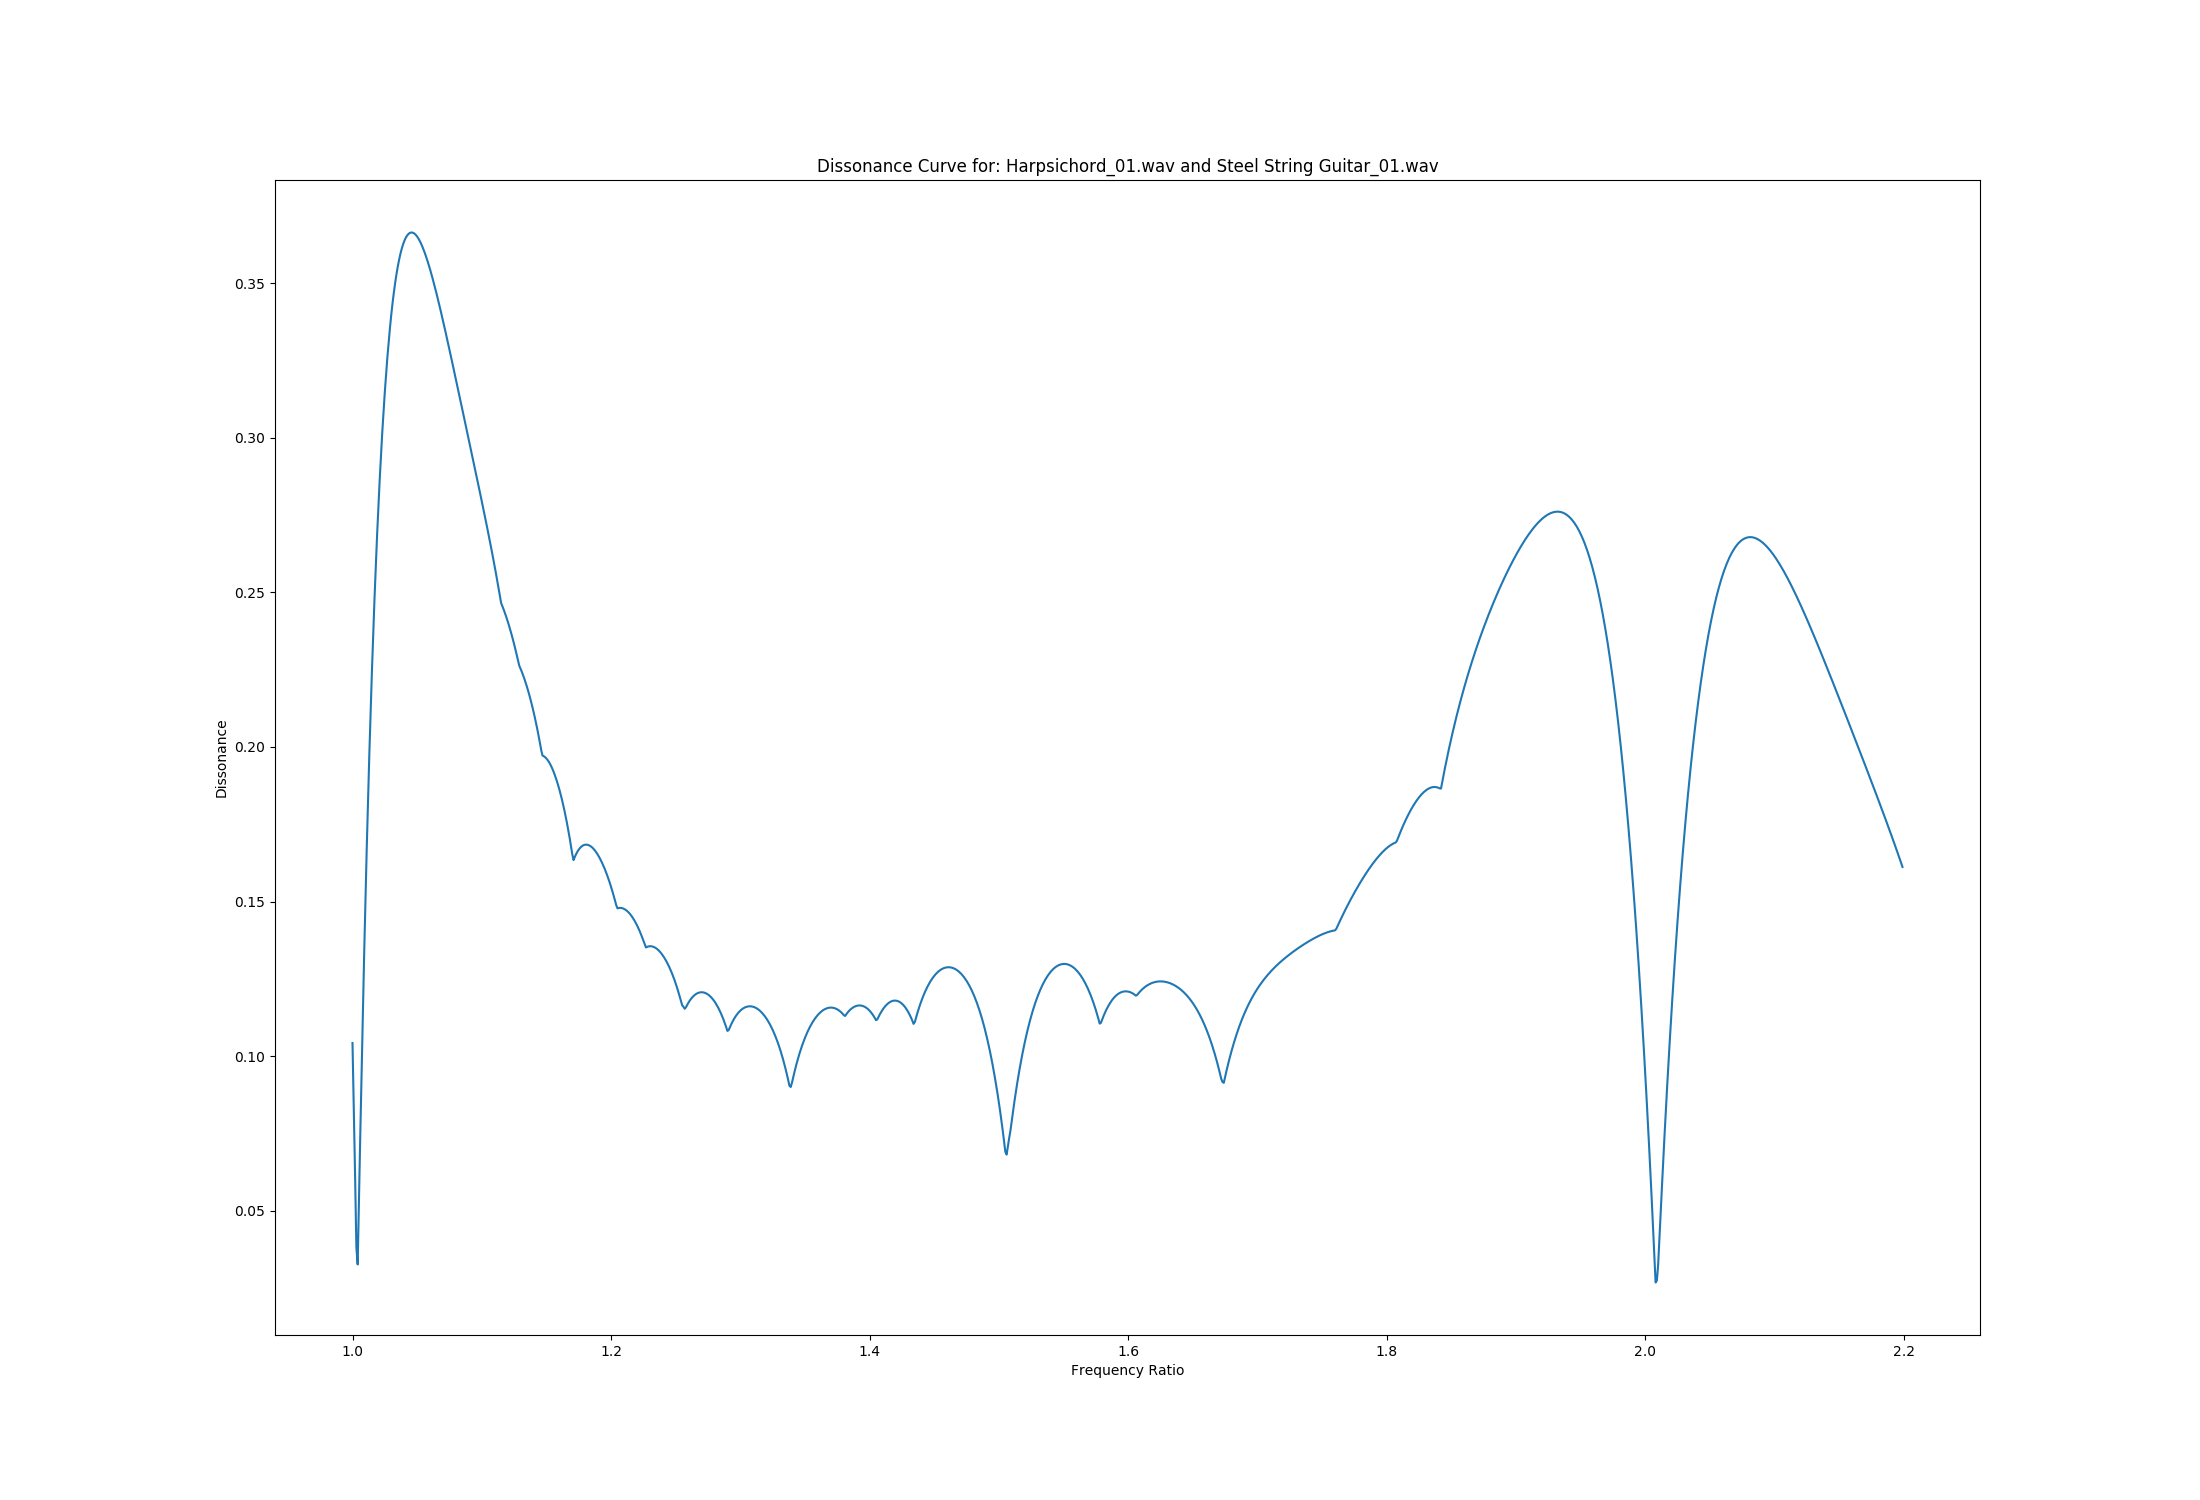 Dissonance Curve for: Harpsichord_01.wav and Steel String Guitar_01.wav
0.35
0.30
0.25
0.20
0.15
0.10
0.05
Dissonance
1.0 1.2 1.4 1.6 1.8 2.0 2.2
Frequency Ratio